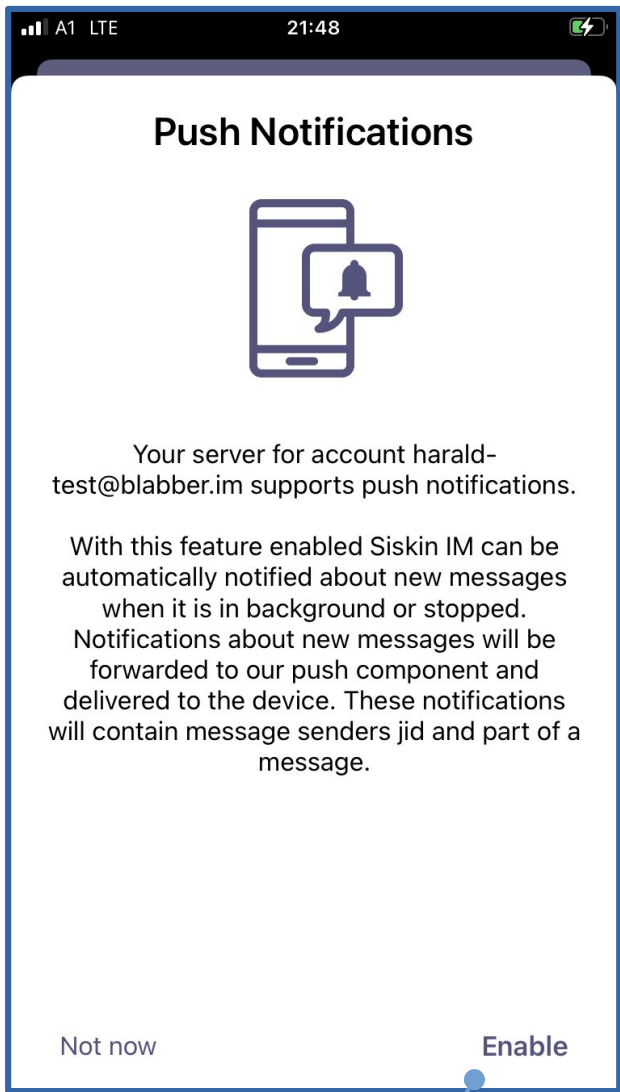 A1 LTE 21:48
Push Notifications
Your server for account harald-
test@blabber.im supports push notifications.
With this feature enabled Siskin IM can be
automatically notified about new messages
when it is in background or stopped.
Notifications about new messages will be
forwarded to our push component and
delivered to the device. These notifications
will contain message senders jid and part of a
message.
Not now Enable